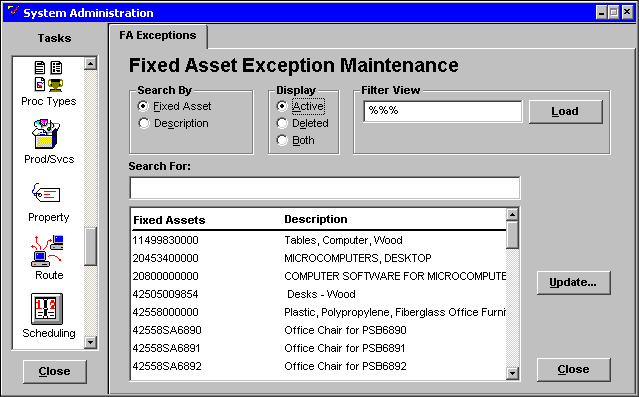 System Administration
Tasks
Proc Types
Prod/Svcs
Property
Route
Scheduling
Close
FA Exceptions
Fixed Asset Exception Maintenance
Search By
Fixed Asset
Description
Display
Active
Deleted
Both
Filter View
%%%
Load
Search For:
Fixed Assets Description
11499830000 Tables, Computer, Wood
20453400000 MICROCOMPUTERS, DESKTOP
20800000000 COMPUTER SOFTWARE FOR MICROCOMPUTE
42505009854 Desks - Wood
42558000000 Plastic, Polypropylene, Fiberglass Office Furni
42558SA6890 Office Chair for PSB6890
42558SA6891 Office Chair for PSB6891
42558SA6892 Office Chair for PSB6892
Update...
Close